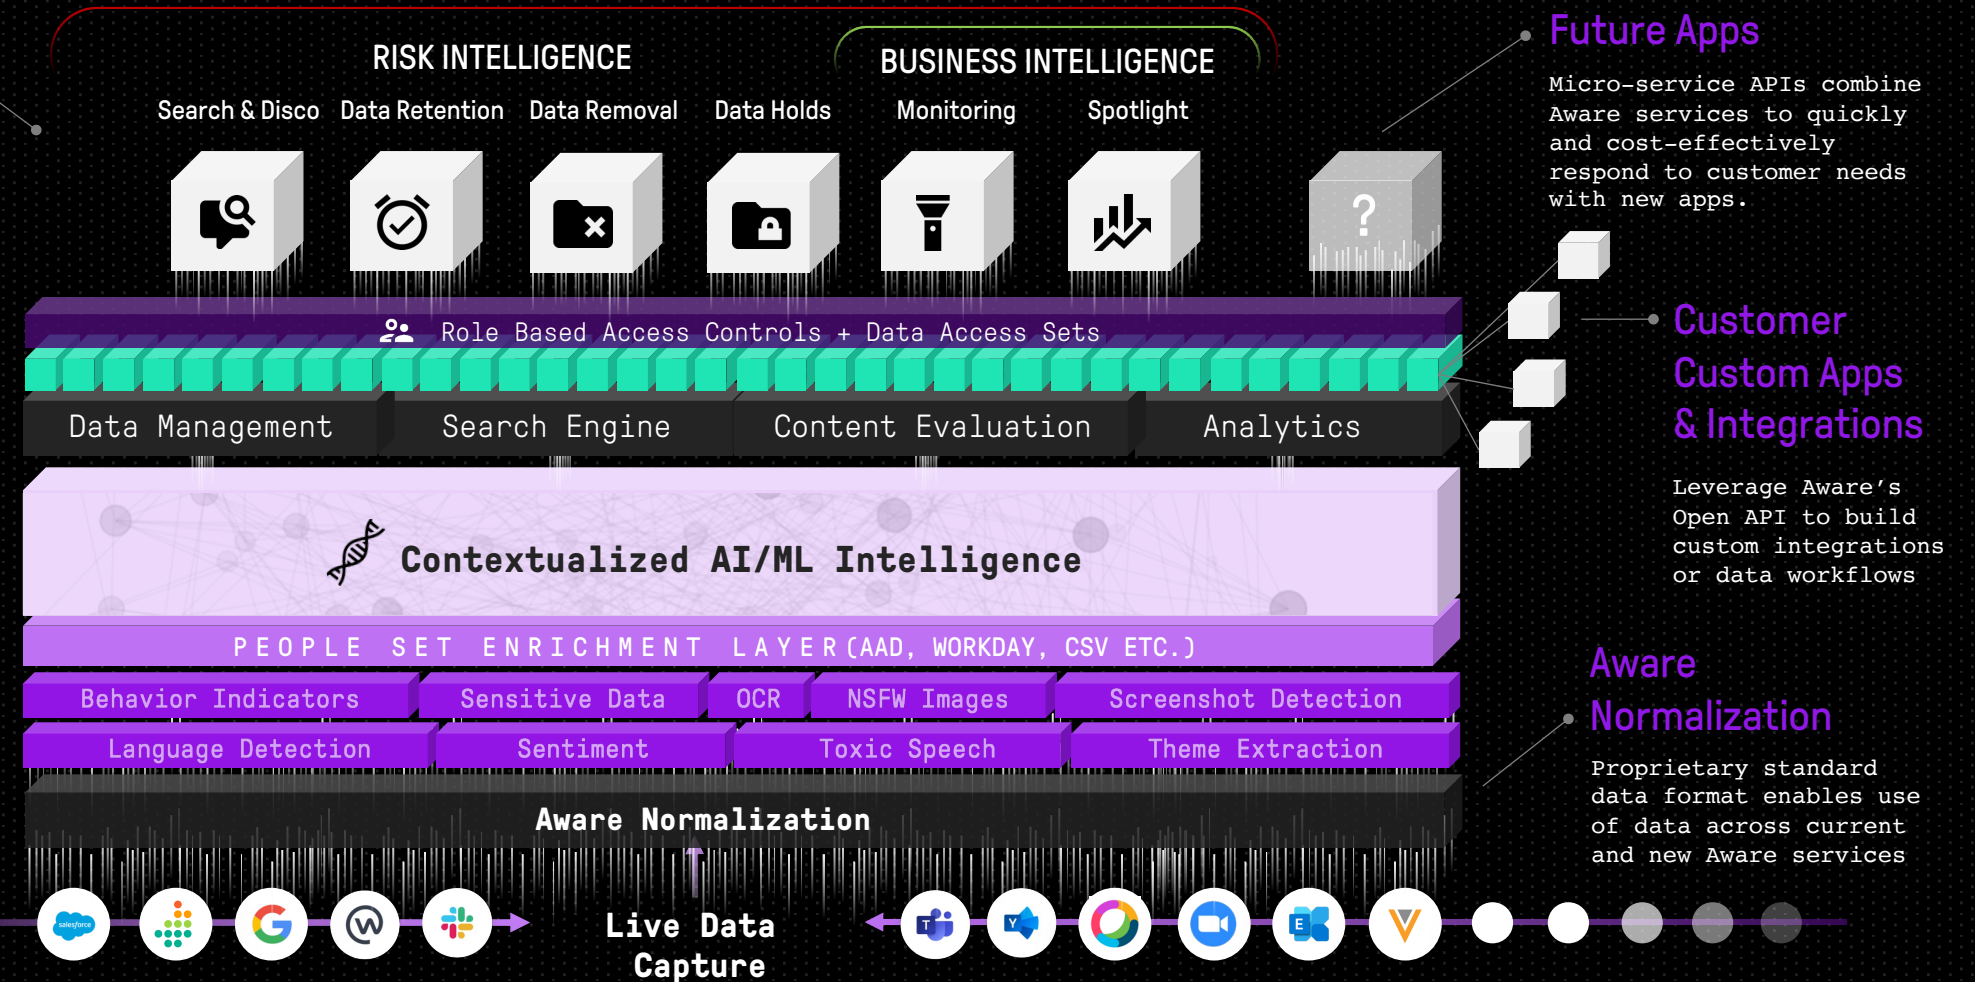 RISK INTELLIGENCE
BUSINESS INTELLIGENCE
Search & Disco
Data Retention
Data Removal
Data Holds
Monitoring
Spotlight
?
Future Apps
Micro-service APIs combine
Aware services to quickly
and cost-effectively
respond to customer needs
with new apps.
Role Based Access Controls + Data Access Sets
Data Management
Search Engine
Content Evaluation
Analytics
Customer
Custom Apps
& Integrations
Leverage Aware's
Open API to build
custom integrations
or data workflows
Contextualized AI/ML Intelligence
PEOPLE SET ENRICHMENT LAYER(AAD, WORKDAY, CSV ETC.)
Behavior Indicators
Sensitive Data
OCR
NSFW Images
Screenshot Detection
Language Detection
Sentiment
Toxic Speech
Theme Extraction
Aware Normalization
Aware
Normalization
Proprietary standard
data format enables use
of data across current
and new Aware services
salesforce
Live Data
Capture
T
Y
E